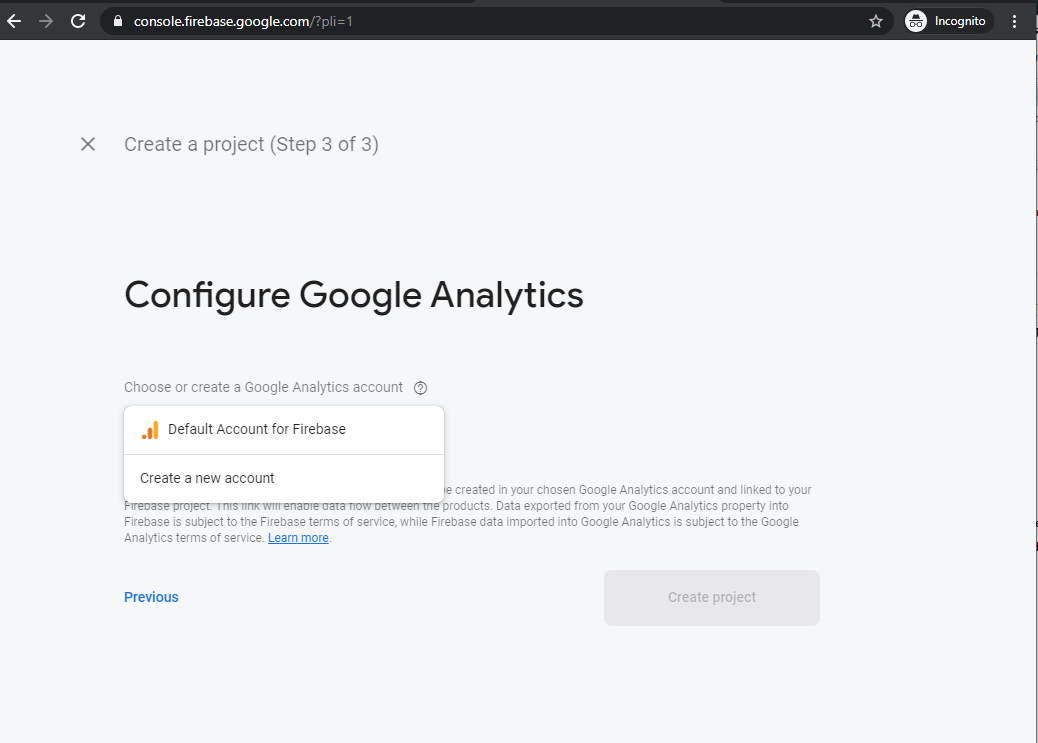 console.firebase.google.com/?pli=1
Incognito
Create a project (Step 3 of 3)
Configure Google Analytics
Choose or create a Google Analytics account
Default Account for Firebase
Create a new account
created in your chosen Google Analytics account and linked to your
Firebase project. This link will enable data flow between the products. Data exported from your Google Analytics property into
Firebase is subject to the Firebase terms of service, while Firebase data imported into Google Analytics is subject to the Google
Analytics terms of service. Learn more.
Previous
Create project